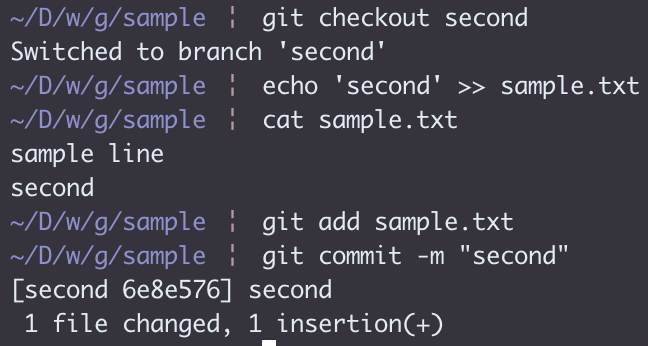 ~/D/w/g/sample ¦ git checkout second
Switched to branch 'second'
~/D/w/g/sample ¦ echo 'second' >> sample.txt
~/D/w/g/sample ¦ cat sample.txt
sample line
second
~/D/w/g/sample ¦ git add sample.txt
~/D/w/g/sample ¦ git commit -m "second"
[second 6e8e576] second
 1 file changed, 1 insertion(+)